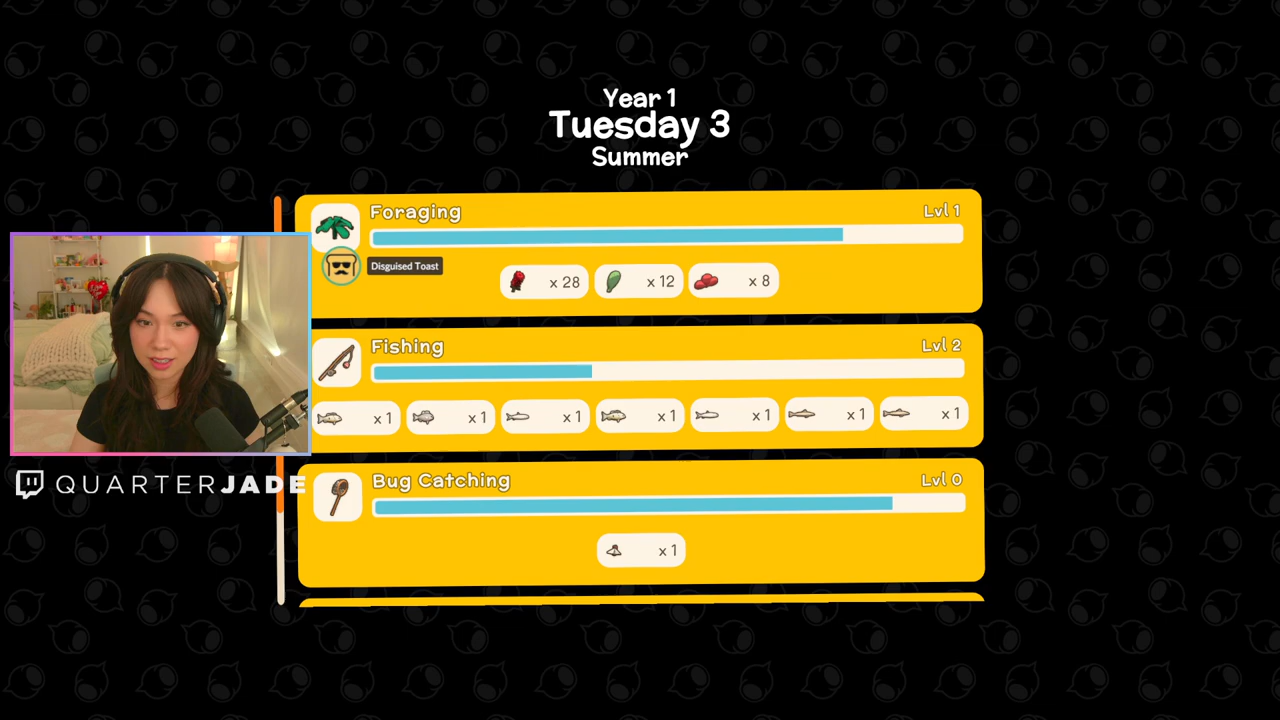 Year 1
Tuesday 3
Summer
Foraging
Lvl 1
Disguised Toast
x 28
x 12
x 8
Fishing
Lvl 2
x 1
x 1
x 1
x 1
x 1
x 1
x 1
QUARTERJADE
Bug Catching
Lvl 0
x 1